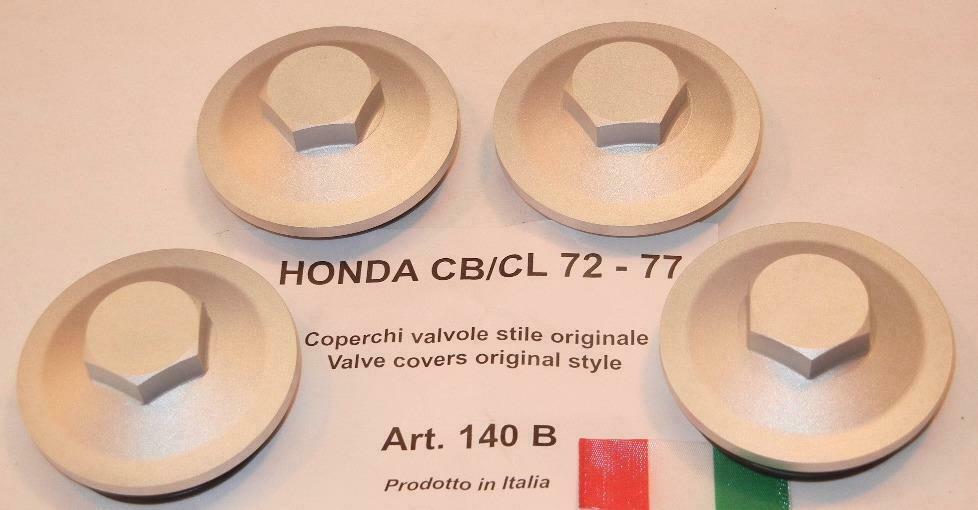 HONDA CB/CL 72 - 77
Coperchi valvole stile originale
Valve covers original style
Art. 140 B
Prodotto in Italia